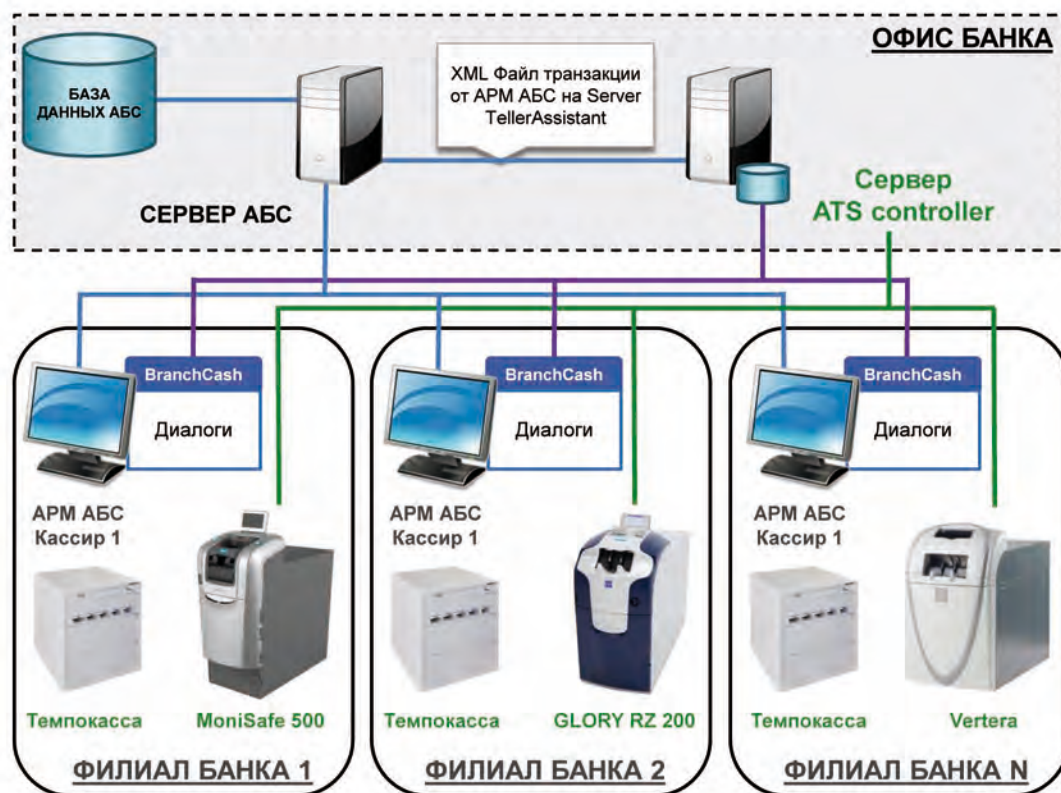 ОФИС БАНКА
БАЗА
ДАННЫХ АБС
XML Файл транзакции
от АРМ АБС на Server
TellerAssistant
СЕРВЕР АБС
Сервер
ATS controller
BranchCash
Диалоги
АРМ АБС
Кассир 1
Темпокасса
MoniSafe 500
ФИЛИАЛ БАНКА 1
BranchCash
Диалоги
АРМ АБС
Кассир 1
Темпокасса
GLORY RZ 200
ФИЛИАЛ БАНКА 2
BranchCash
Диалоги
АРМ АБС
Кассир 1
Темпокасса
Vertera
ФИЛИАЛ БАНКА N